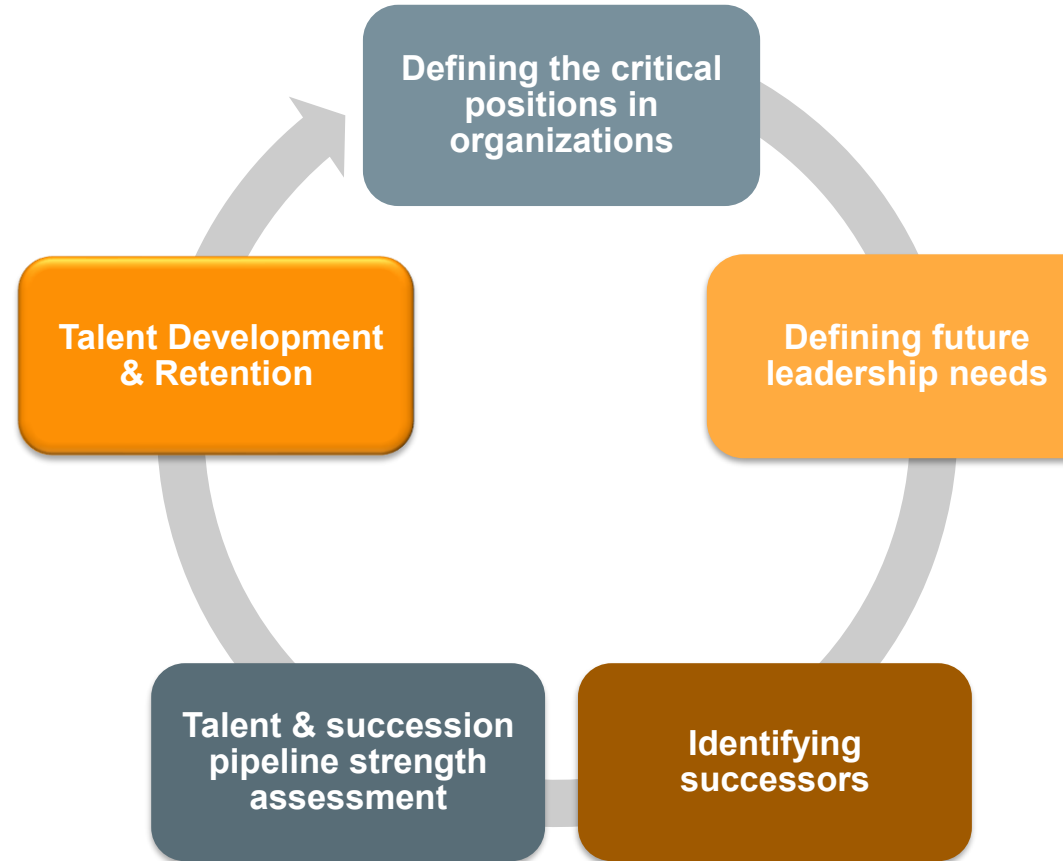 Defining the critical
positions in
organizations
Defining future
leadership needs
Identifying
successors
Talent & succession
pipeline strength
assessment
Talent Development
& Retention